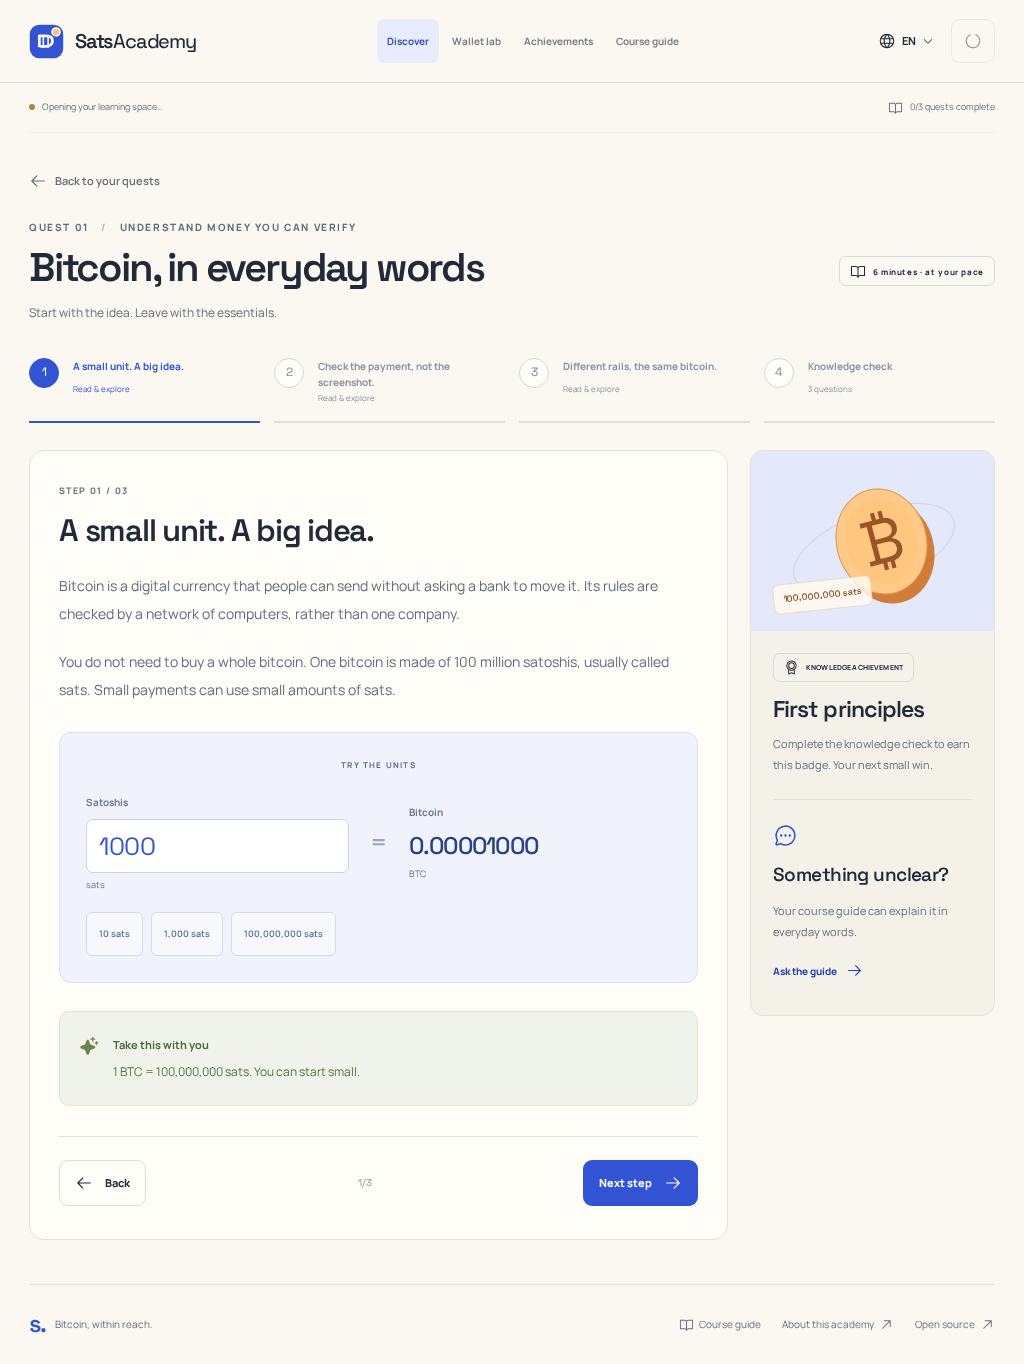 SatsAcademy
Discover
Wallet lab
Achievements
Course guide
EN
Opening your learning space...
0/3 quests complete
Back to your quests
QUEST 01 / UNDERSTAND MONEY YOU CAN VERIFY
Bitcoin, in everyday words
6 minutes · at your pace
Start with the idea. Leave with the essentials.
1
A small unit. A big idea.
Read & explore
2
Check the payment, not the
screenshot.
Read & explore
3
Different rails, the same bitcoin.
Read & explore
4
Knowledge check
3 questions
STEP 01 / 03
A small unit. A big idea.
Bitcoin is a digital currency that people can send without asking a bank to move it. Its rules are
checked by a network of computers, rather than one company.
You do not need to buy a whole bitcoin. One bitcoin is made of 100 million satoshis, usually called
sats. Small payments can use small amounts of sats.
TRY THE UNITS
Satoshis
1000
sats
=
Bitcoin
0.00001000
BTC
10 sats
1,000 sats
100,000,000 sats
Take this with you
1 BTC = 100,000,000 sats. You can start small.
Back
1/3
Next step
₿
100,000,000 sats
KNOWLEDGE ACHIEVEMENT
First principles
Complete the knowledge check to earn
this badge. Your next small win.
Something unclear?
Your course guide can explain it in
everyday words.
Ask the guide
s.
Bitcoin, within reach.
Course guide
About this academy
Open source